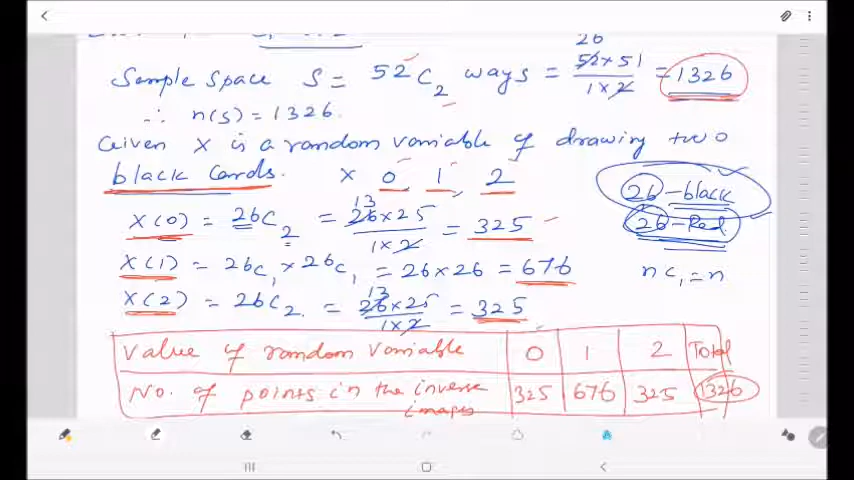 Sample Space S = 52C2 ways = 52×51 / 1×2 = 1326
26
∴ n(S) = 1326.
Given X is a random variable of drawing two
black Cards. X 0, 1, 2
26 - black
X(0) = 26C2 = 26×25 / 1×2 = 325
13
26 - Red.
X(1) = 26C1 × 26C1 = 26×26 = 676
nC1 = n
X(2) = 26C2. = 26×25 / 1×2 = 325
13
Value of random variable 0 1 2 Total
No. of points in the inverse 325 676 325 1326
images